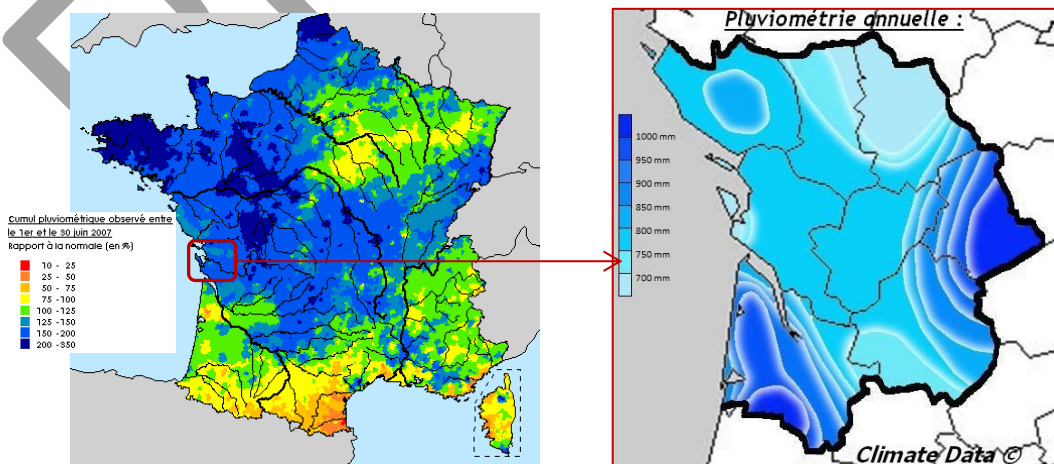 Cumul pluviométrique observé entre
le 1er et le 30 juin 2007
Rapport à la normale (en %)
10 - 25
25 - 50
50 - 75
75 - 100
100 - 125
125 - 150
150 - 200
200 - 350
Pluviométrie annuelle :
1000 mm
950 mm
900 mm
850 mm
800 mm
750 mm
700 mm
Climate Data ©